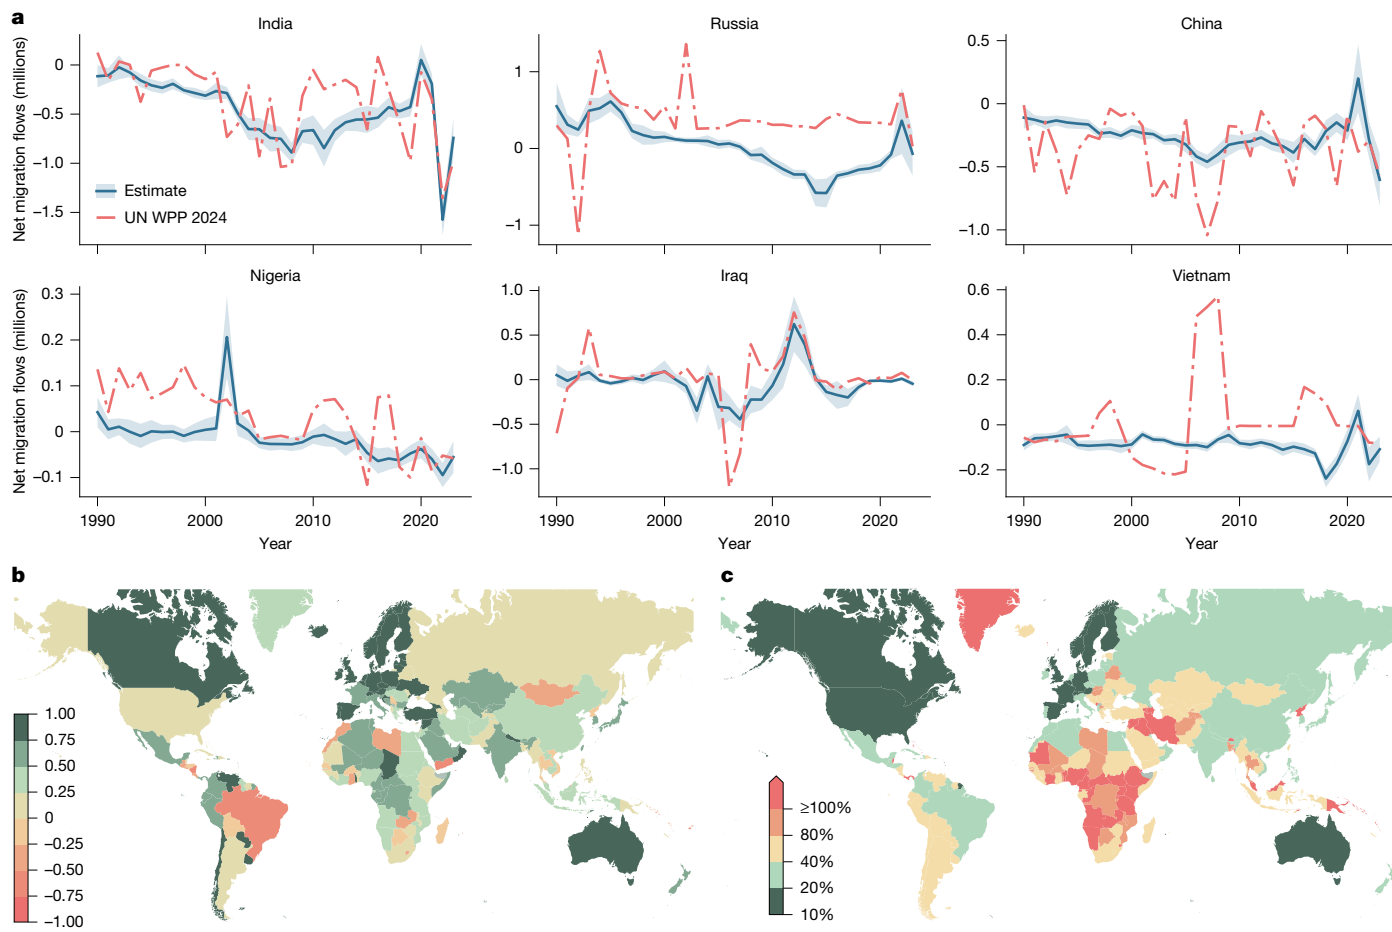 a
India
Russia
China
Net migration flows (millions)
0
−0.5
−1.0
−1.5
Estimate
UN WPP 2024
1
0
−1
0.5
0
−0.5
−1.0
Nigeria
Iraq
Vietnam
Net migration flows (millions)
0.3
0.2
0.1
0
−0.1
1.0
0.5
0
−0.5
−1.0
0.6
0.4
0.2
0
−0.2
1990 2000 2010 2020
1990 2000 2010 2020
1990 2000 2010 2020
Year
Year
Year
b
1.00
0.75
0.50
0.25
0
−0.25
−0.50
−0.75
−1.00
c
≥100%
80%
40%
20%
10%